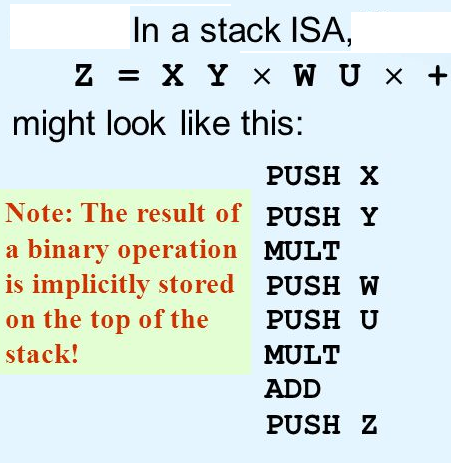 In a stack ISA,
Z = X Y × W U × +
might look like this:
Note: The result of
a binary operation
is implicitly stored
on the top of the
stack!
PUSH X
PUSH Y
MULT
PUSH W
PUSH U
MULT
ADD
PUSH Z